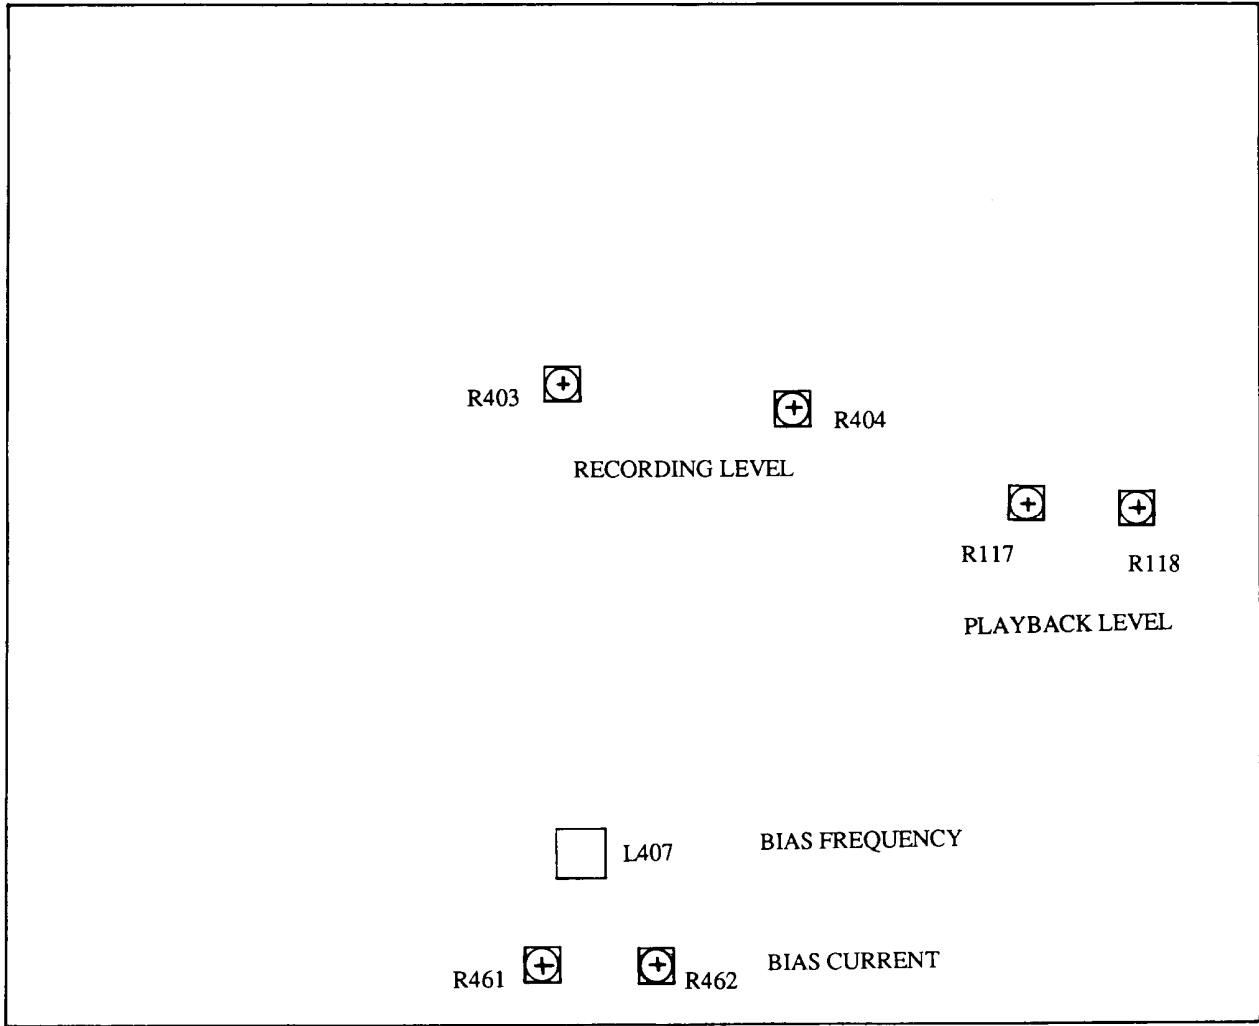 R403
R404
RECORDING LEVEL
R117
R118
PLAYBACK LEVEL
L407
BIAS FREQUENCY
R461
R462
BIAS CURRENT